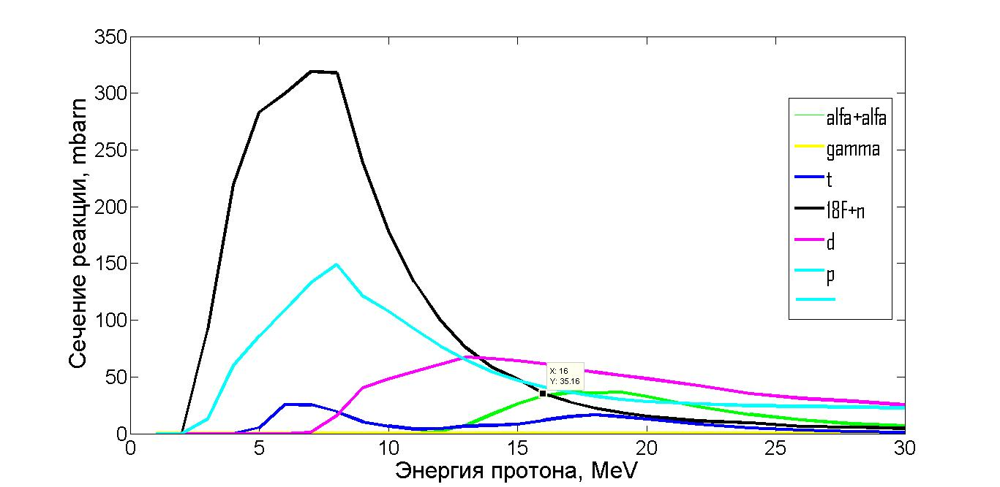 350
300
250
200
150
100
50
0
Сечение реакции, mbarn
alfa+alfa
gamma
t
18F+n
d
p
X: 16
Y: 35.16
0 5 10 15 20 25 30
Энергия протона, MeV